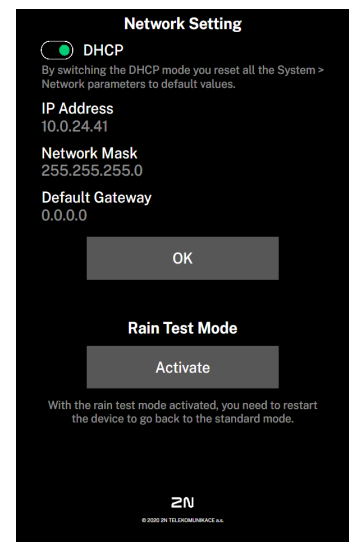 Network Setting
DHCP
By switching the DHCP mode you reset all the System >
Network parameters to default values.
IP Address
10.0.24.41
Network Mask
255.255.255.0
Default Gateway
0.0.0.0
OK
Rain Test Mode
Activate
With the rain test mode activated, you need to restart
the device to go back to the standard mode.
2N
© 2020 2N TELEKOMUNIKACE a.s.